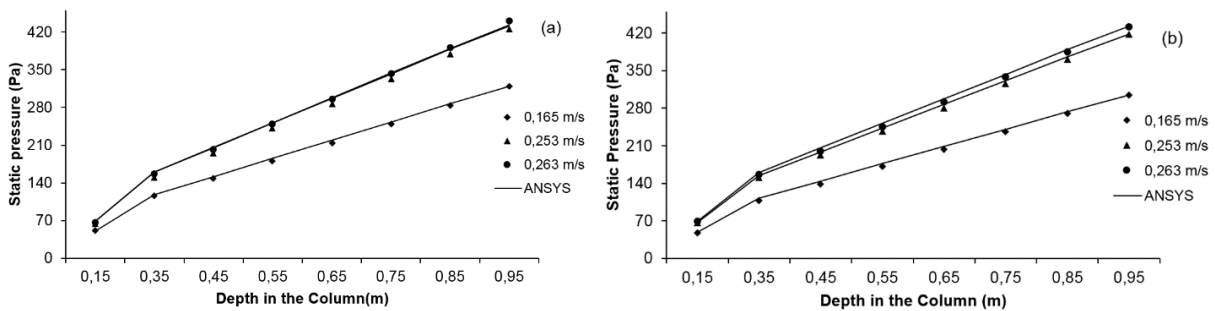 420
350
280
210
140
70
0
Static pressure (Pa)
(a)
0,165 m/s
0,253 m/s
0,263 m/s
ANSYS
0,15 0,35 0,45 0,55 0,65 0,75 0,85 0,95
Depth in the Column(m)
420
350
280
210
140
70
0
Static Pressure (Pa)
(b)
0,165 m/s
0,253 m/s
0,263 m/s
ANSYS
0,15 0,35 0,45 0,55 0,65 0,75 0,85 0,95
Depth in the Column (m)